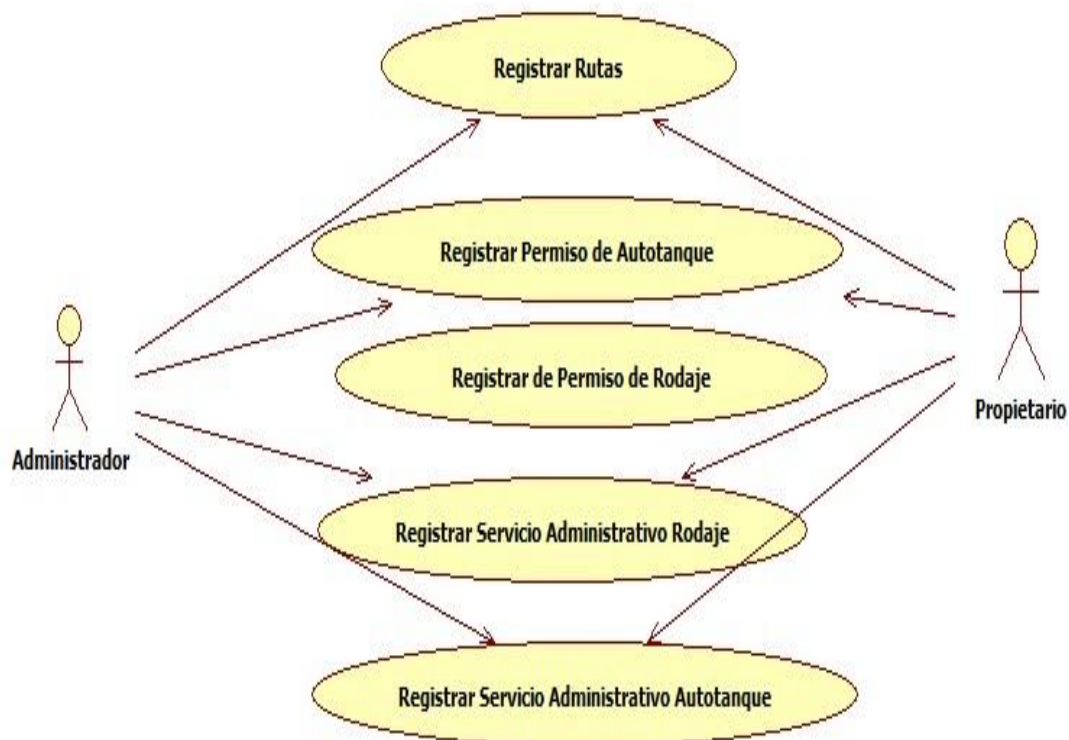 Registrar Rutas
Registrar Permiso de Autotanque
Registrar de Permiso de Rodaje
Propietario
Administrador
Registrar Servicio Administrativo Rodaje
Registrar Servicio Administrativo Autotanque